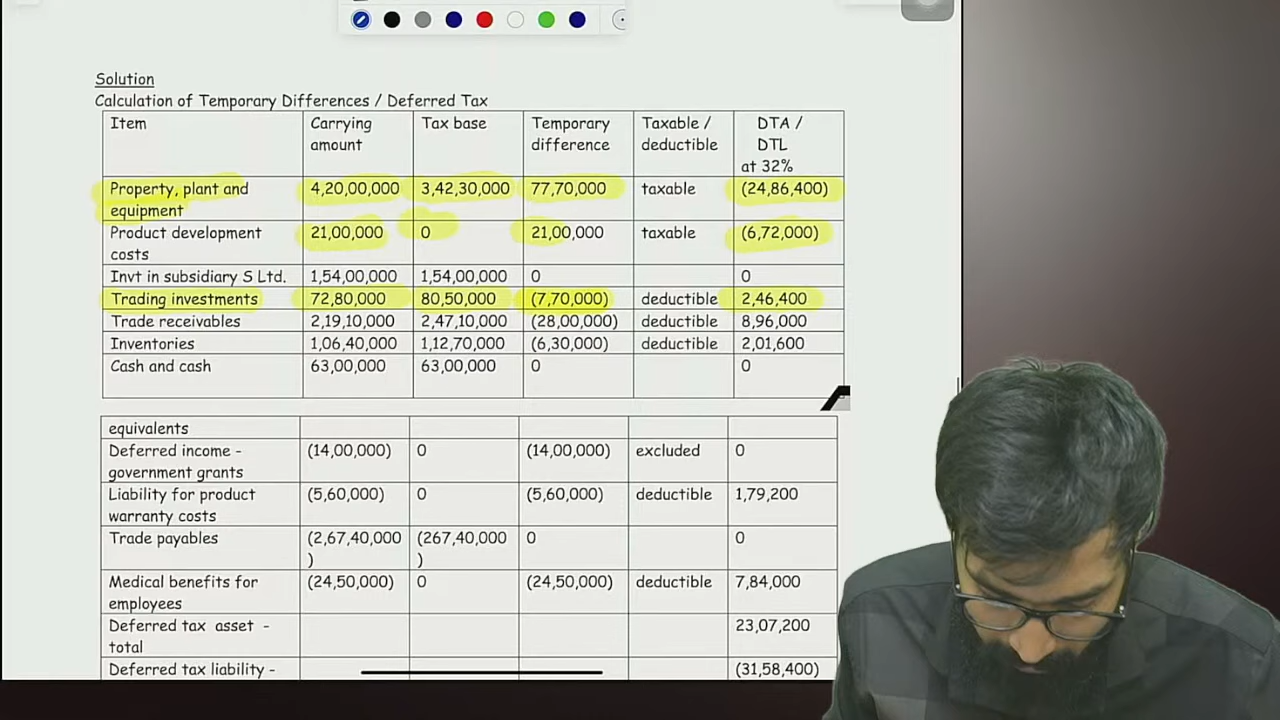 Solution
Calculation of Temporary Differences / Deferred Tax
Item Carrying Tax base Temporary Taxable / DTA /
amount difference deductible DTL
at 32%
Property, plant and 4,20,00,000 3,42,30,000 77,70,000 taxable (24,86,400)
equipment
Product development 21,00,000 0 21,00,000 taxable (6,72,000)
costs
Invt in subsidiary S Ltd. 1,54,00,000 1,54,00,000 0 0
Trading investments 72,80,000 80,50,000 (7,70,000) deductible 2,46,400
Trade receivables 2,19,10,000 2,47,10,000 (28,00,000) deductible 8,96,000
Inventories 1,06,40,000 1,12,70,000 (6,30,000) deductible 2,01,600
Cash and cash 63,00,000 63,00,000 0 0
equivalents
Deferred income - (14,00,000) 0 (14,00,000) excluded 0
government grants
Liability for product (5,60,000) 0 (5,60,000) deductible 1,79,200
warranty costs
Trade payables (2,67,40,000 (267,40,000 0 0
) )
Medical benefits for (24,50,000) 0 (24,50,000) deductible 7,84,000
employees
Deferred tax asset - 23,07,200
total
Deferred tax liability - (31,58,400)